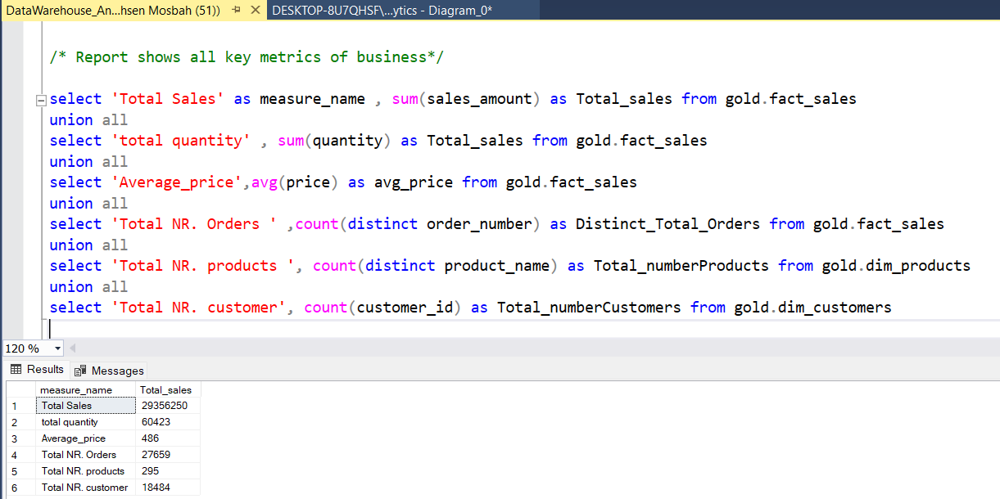 DataWarehouse_An...hsen Mosbah (51))
DESKTOP-8U7QHSF\...ytics - Diagram_0*
/* Report shows all key metrics of business*/
select 'Total Sales' as measure_name , sum(sales_amount) as Total_sales from gold.fact_sales
union all
select 'total quantity' , sum(quantity) as Total_sales from gold.fact_sales
union all
select 'Average_price',avg(price) as avg_price from gold.fact_sales
union all
select 'Total NR. Orders ' ,count(distinct order_number) as Distinct_Total_Orders from gold.fact_sales
union all
select 'Total NR. products ', count(distinct product_name) as Total_numberProducts from gold.dim_products
union all
select 'Total NR. customer', count(customer_id) as Total_numberCustomers from gold.dim_customers
120 %
Results Messages
measure_name Total_sales
1 Total Sales 29356250
2 total quantity 60423
3 Average_price 486
4 Total NR. Orders 27659
5 Total NR. products 295
6 Total NR. customer 18484